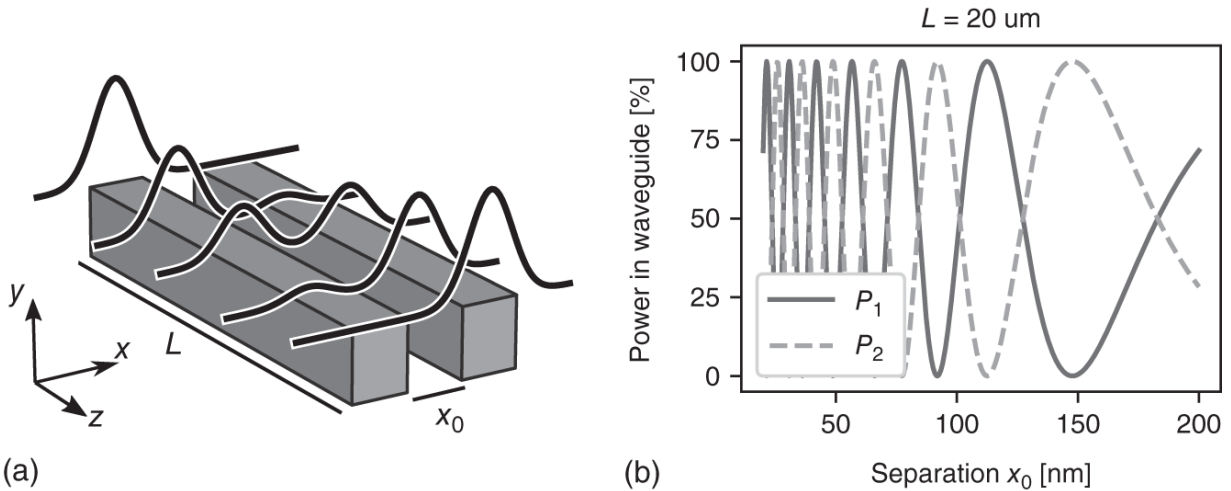 y
x
z
L
x₀
(a)
L = 20 um
Power in waveguide [%]
100
75
50
25
0
P₁
P₂
50
100
150
200
Separation x₀ [nm]
(b)